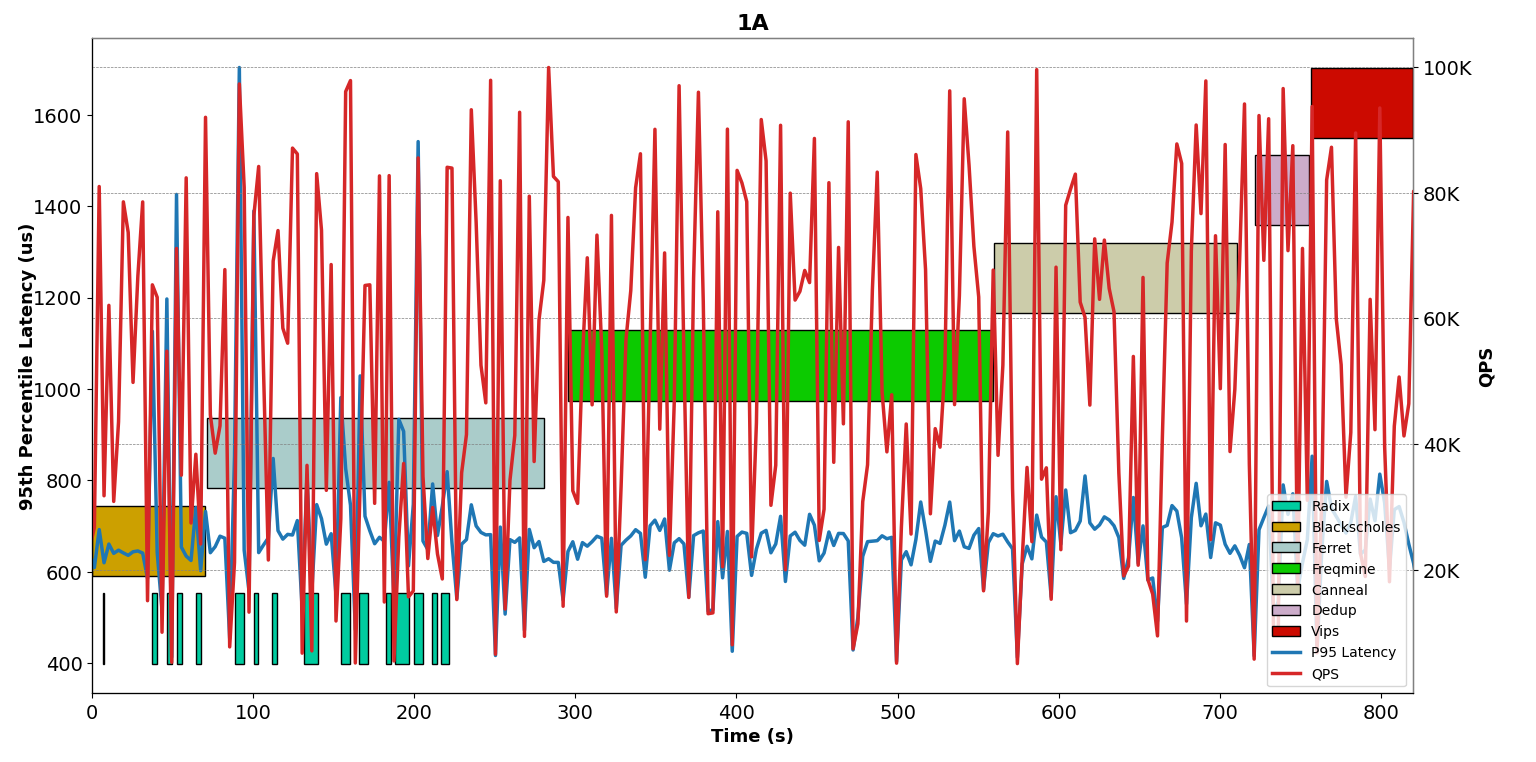 1A
1600
1400
1200
1000
800
600
400
95th Percentile Latency (us)
100K
80K
60K
40K
20K
QPS
Radix
Blackscholes
Ferret
Freqmine
Canneal
Dedup
Vips
P95 Latency
QPS
0 100 200 300 400 500 600 700 800
Time (s)